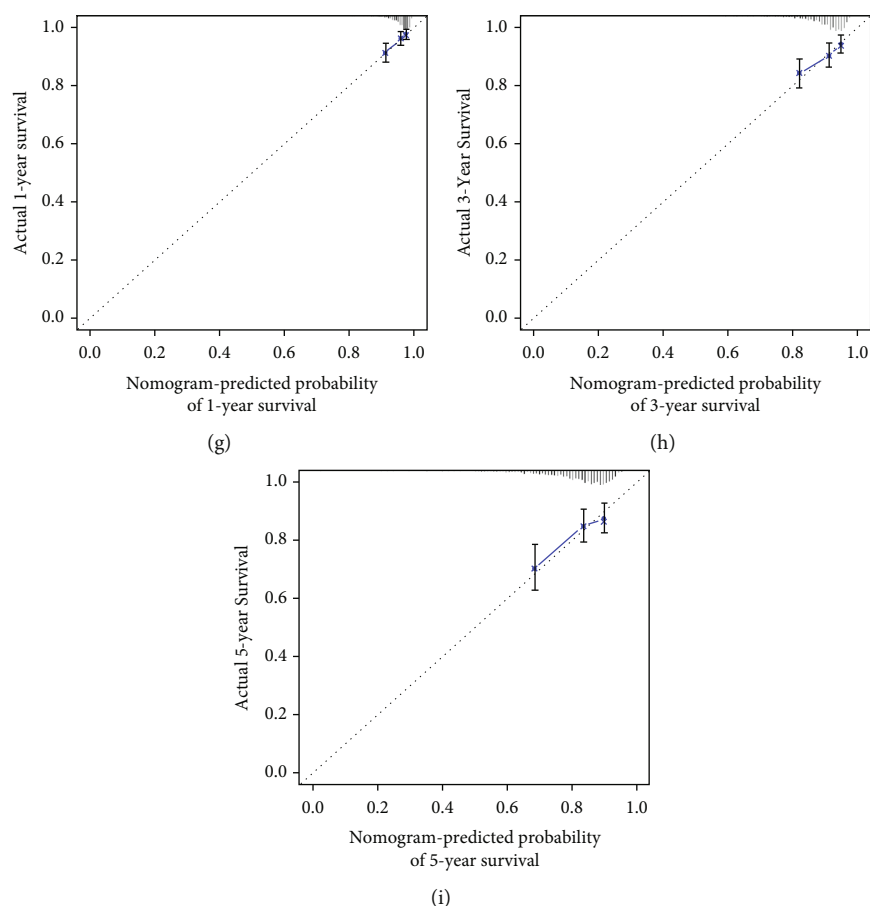 1.0
0.8
0.6
0.4
0.2
0.0
Actual 1-year survival
0.0 0.2 0.4 0.6 0.8 1.0
Nomogram-predicted probability
of 1-year survival
(g)
1.0
0.8
0.6
0.4
0.2
0.0
Actual 3-Year Survival
0.0 0.2 0.4 0.6 0.8 1.0
Nomogram-predicted probability
of 3-year survival
(h)
1.0
0.8
0.6
0.4
0.2
0.0
Actual 5-year Survival
0.0 0.2 0.4 0.6 0.8 1.0
Nomogram-predicted probability
of 5-year survival
(i)